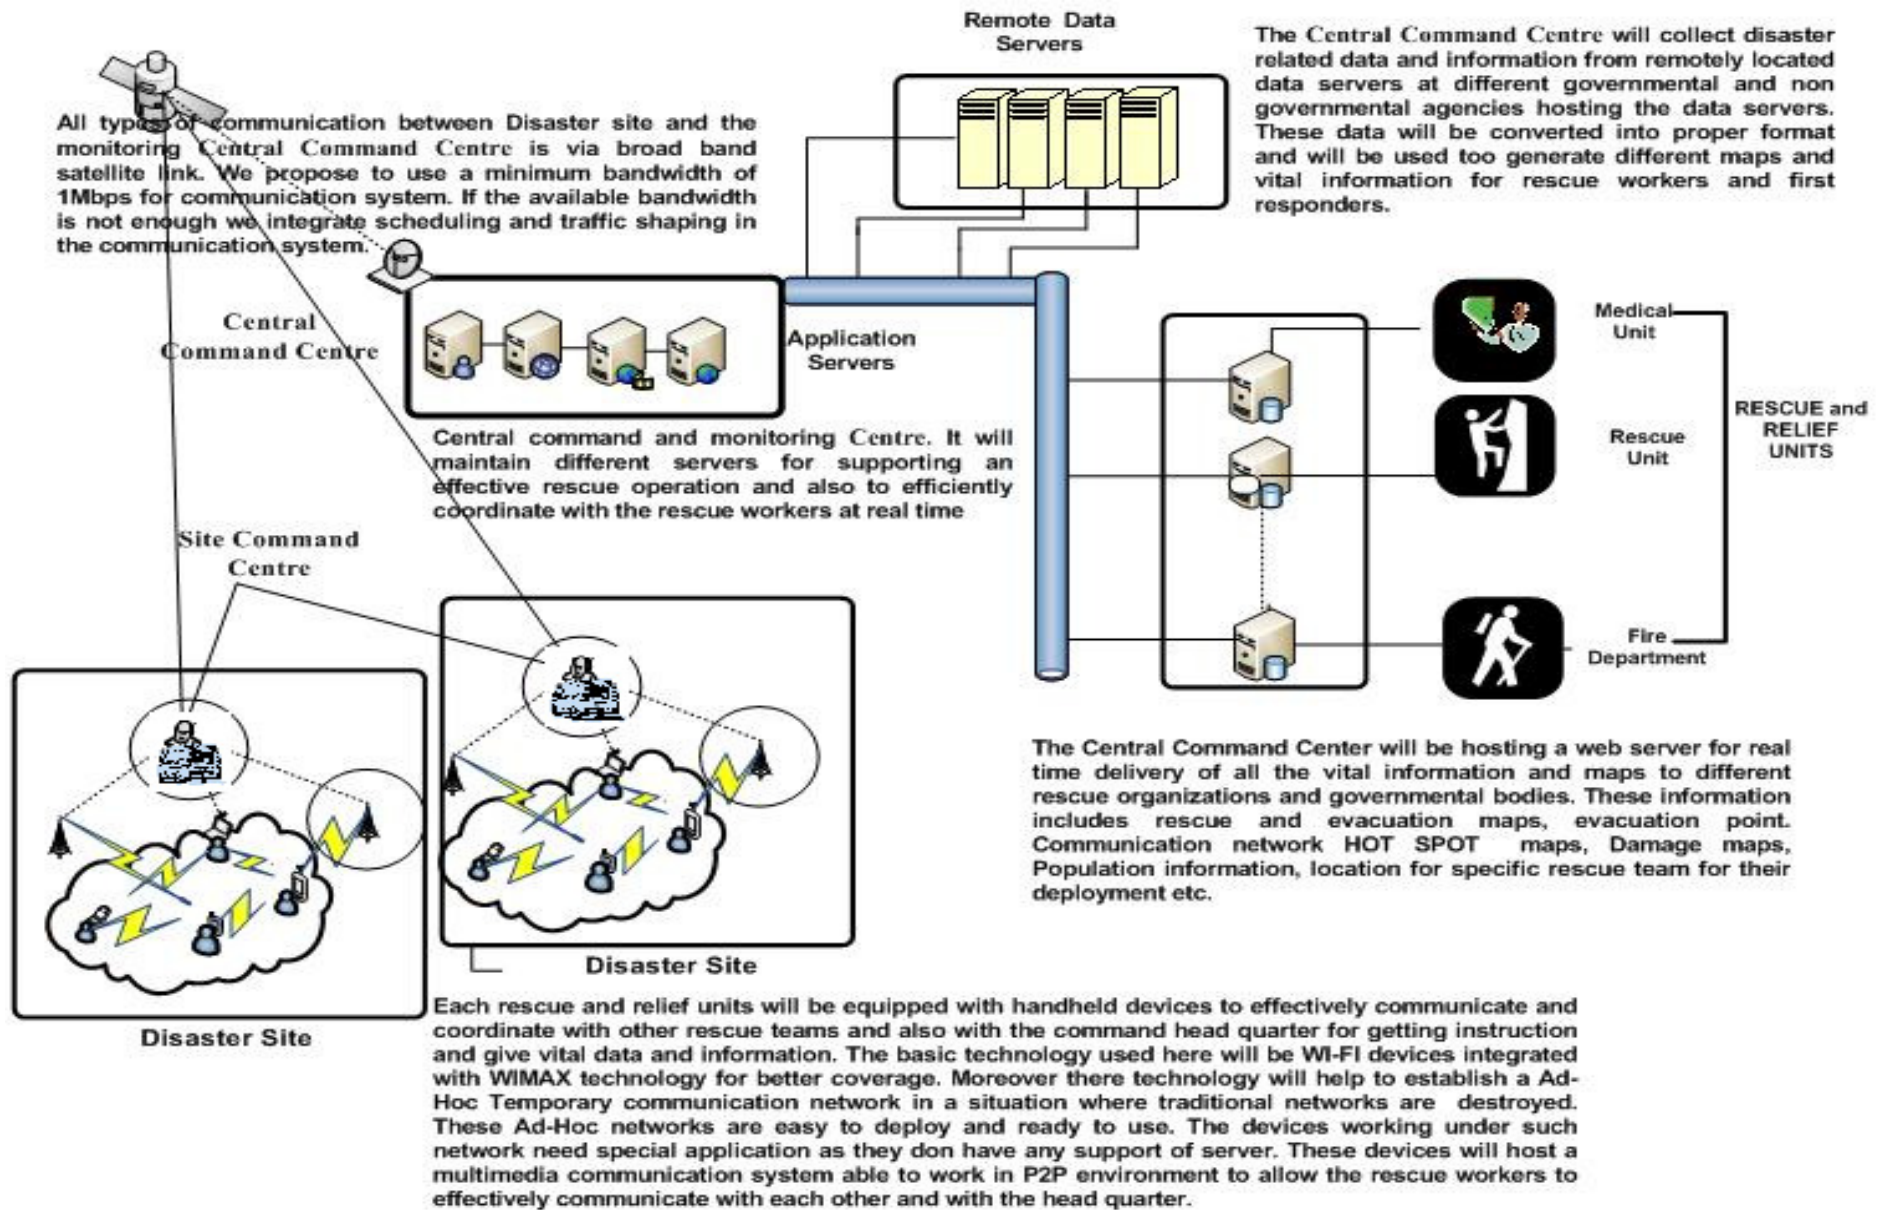 Remote Data
Servers
The Central Command Centre will collect disaster
related data and information from remotely located
data servers at different governmental and non
governmental agencies hosting the data servers.
These data will be converted into proper format
and will be used too generate different maps and
vital information for rescue workers and first
responders.
All types of communication between Disaster site and the
monitoring Central Command Centre is via broad band
satellite link. We propose to use a minimum bandwidth of
1Mbps for communication system. If the available bandwidth
is not enough we integrate scheduling and traffic shaping in
the communication system.
Central
Command Centre
Application
Servers
Medical
Unit
Rescue
Unit
RESCUE and
RELIEF
UNITS
Fire
Department
Central command and monitoring Centre. It will
maintain different servers for supporting an
effective rescue operation and also to efficiently
coordinate with the rescue workers at real time
Site Command
Centre
The Central Command Center will be hosting a web server for real
time delivery of all the vital information and maps to different
rescue organizations and governmental bodies. These information
includes rescue and evacuation maps, evacuation point.
Communication network HOT SPOT maps, Damage maps,
Population information, location for specific rescue team for their
deployment etc.
Disaster Site
Disaster Site
Each rescue and relief units will be equipped with handheld devices to effectively communicate and
coordinate with other rescue teams and also with the command head quarter for getting instruction
and give vital data and information. The basic technology used here will be WI-FI devices integrated
with WIMAX technology for better coverage. Moreover there technology will help to establish a Ad-
Hoc Temporary communication network in a situation where traditional networks are destroyed.
These Ad-Hoc networks are easy to deploy and ready to use. The devices working under such
network need special application as they don have any support of server. These devices will host a
multimedia communication system able to work in P2P environment to allow the rescue workers to
effectively communicate with each other and with the head quarter.